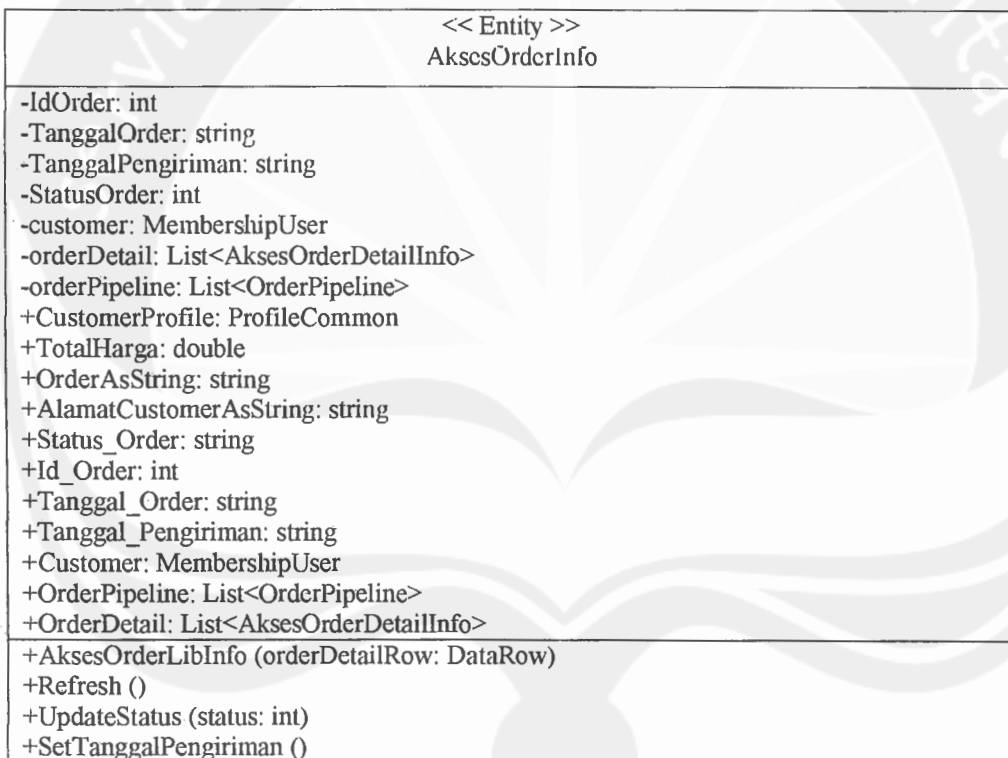 << Entity >>
AksesOrderInfo
-IdOrder: int
-TanggalOrder: string
-TanggalPengiriman: string
-StatusOrder: int
-customer: MembershipUser
-orderDetail: List<AksesOrderDetailInfo>
-orderPipeline: List<OrderPipeline>
+CustomerProfile: ProfileCommon
+TotalHarga: double
+OrderAsString: string
+AlamatCustomerAsString: string
+Status_Order: string
+Id_Order: int
+Tanggal_Order: string
+Tanggal_Pengiriman: string
+Customer: MembershipUser
+OrderPipeline: List<OrderPipeline>
+OrderDetail: List<AksesOrderDetailInfo>
+AksesOrderLibInfo (orderDetailRow: DataRow)
+Refresh ()
+UpdateStatus (status: int)
+SetTanggalPengiriman ()